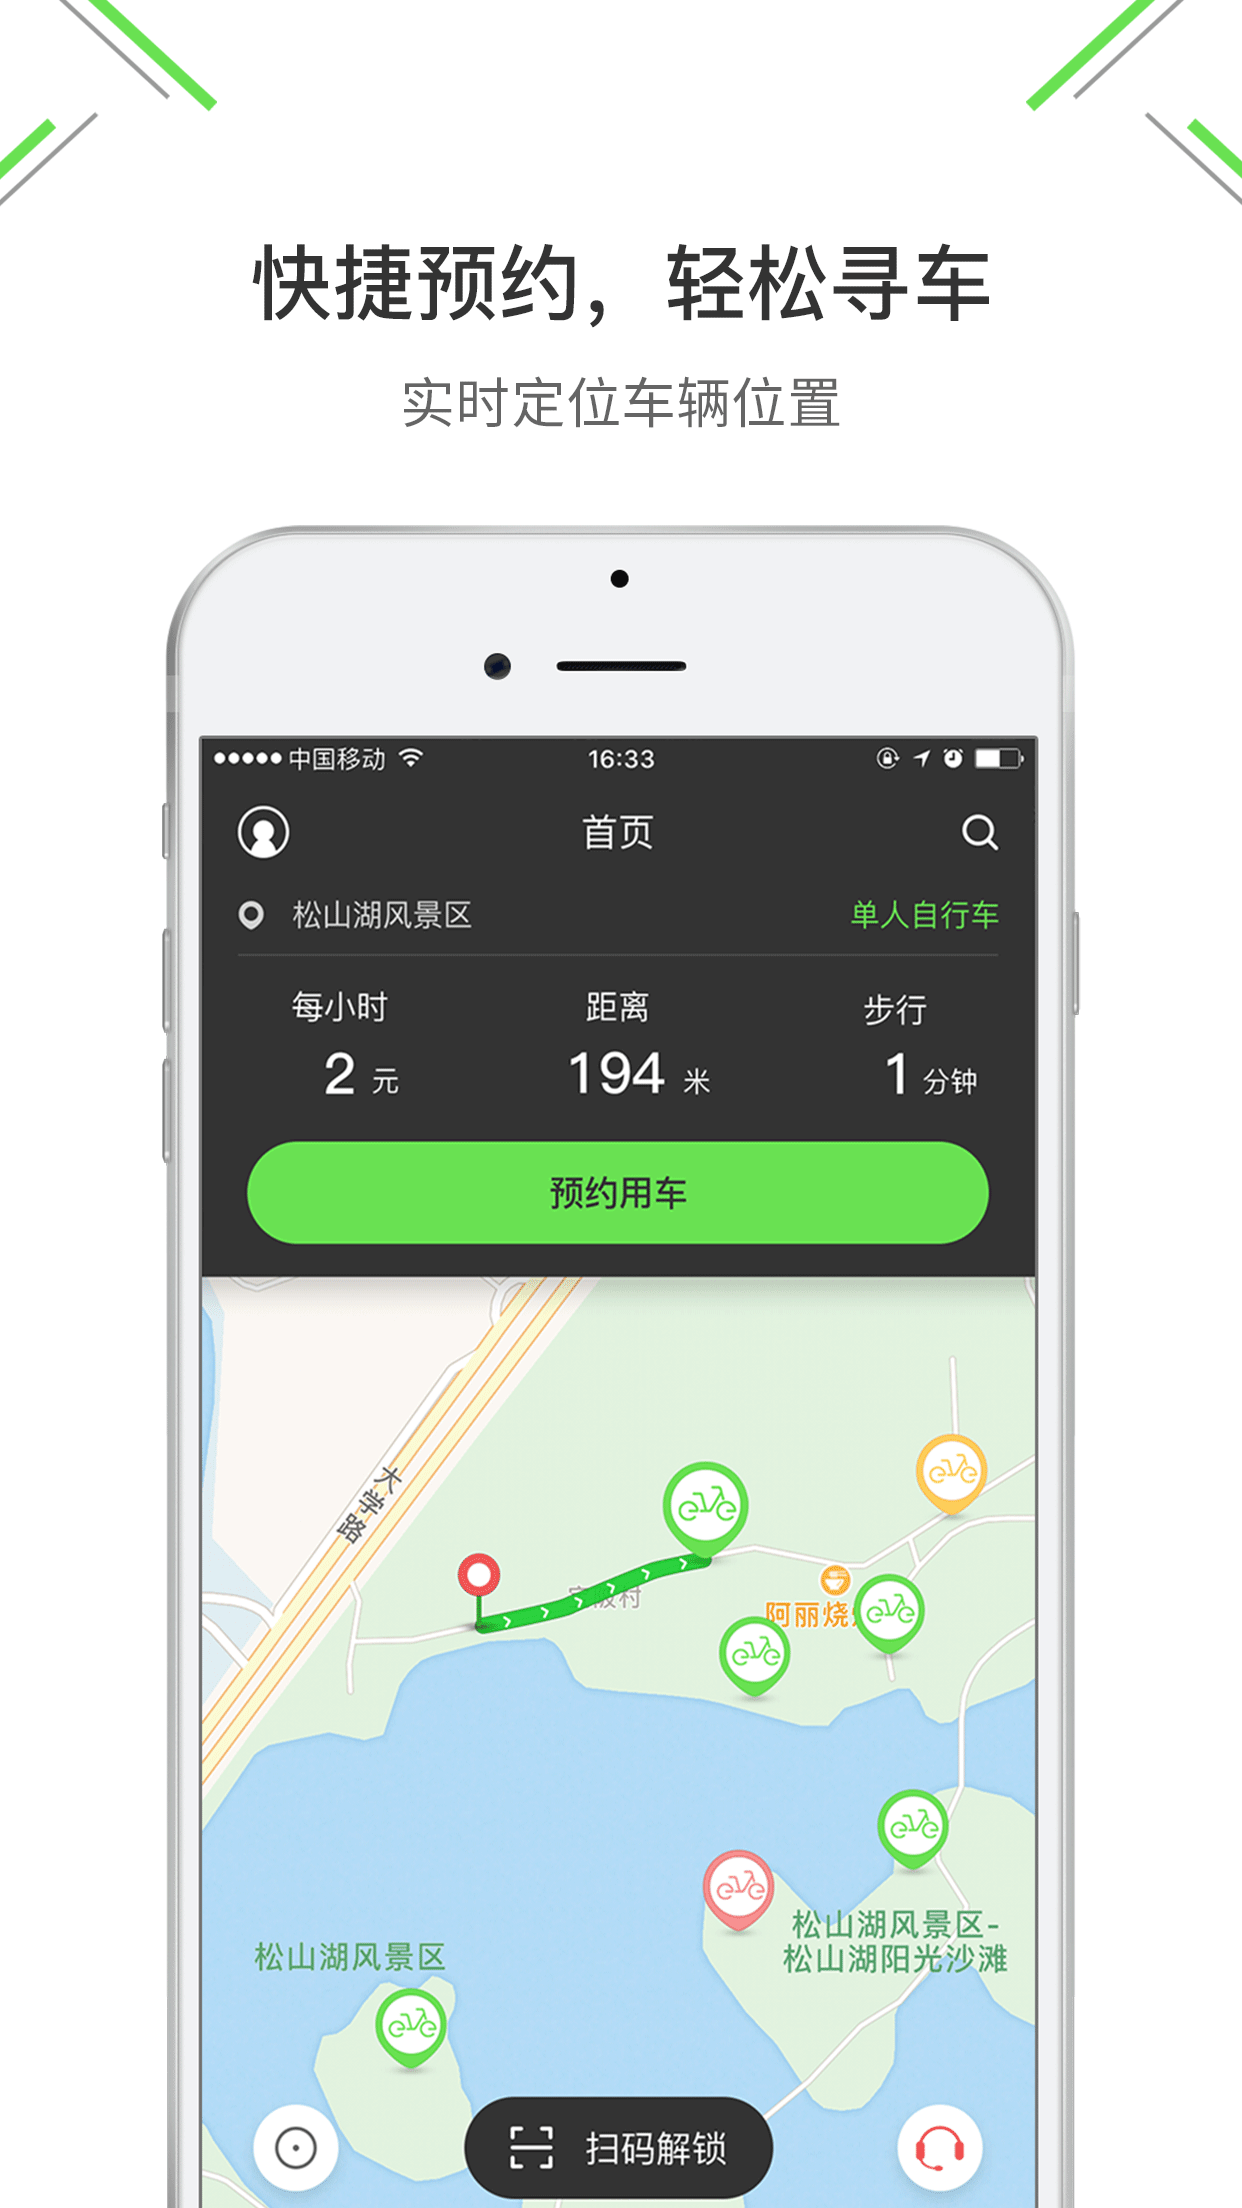 快捷预约，轻松寻车
实时定位车辆位置
中国移动 16:33
首页
松山湖风景区 单人自行车
每小时 距离 步行
2 元 194 米 1 分钟
预约用车
大学路
村
阿丽烧
松山湖风景区-
松山湖阳光沙滩
松山湖风景区
扫码解锁